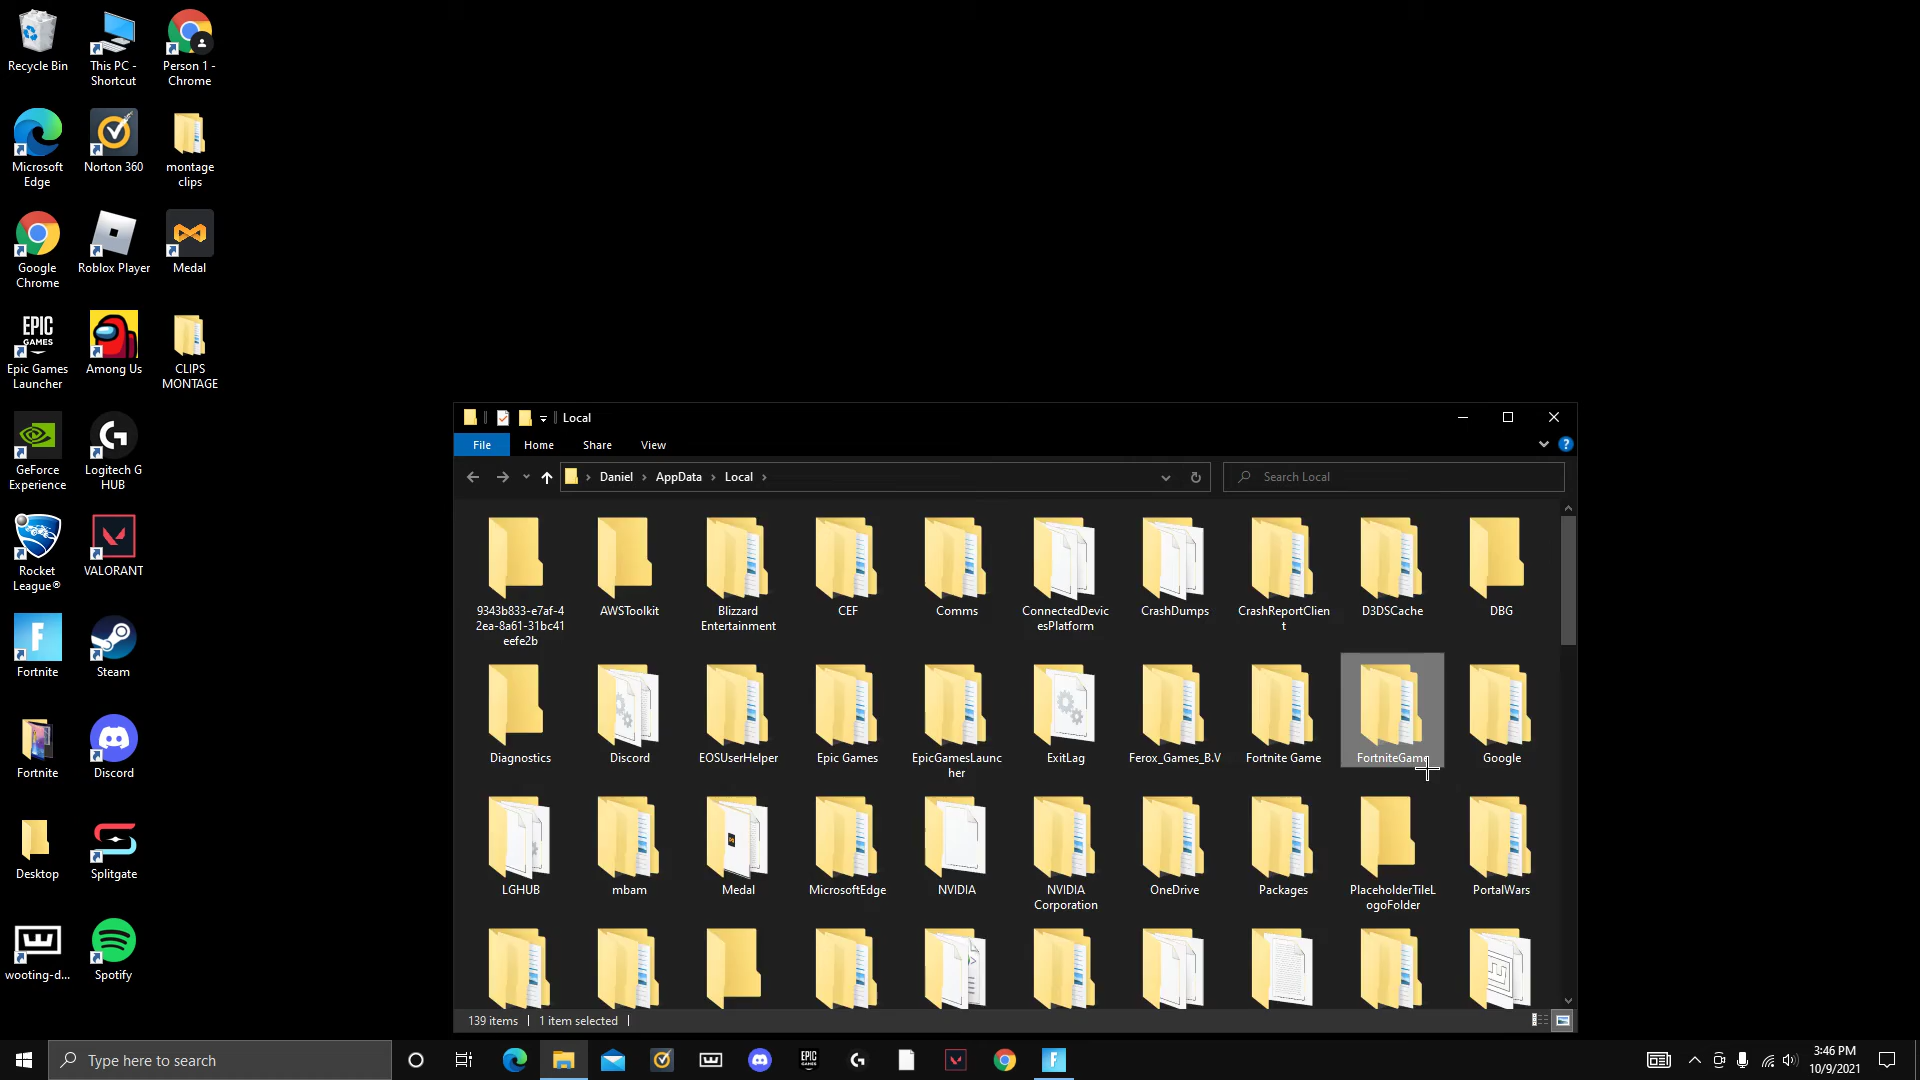 Recycle Bin
This PC -
Shortcut
Person 1 -
Chrome
Microsoft
Edge
Norton 360
montage
clips
Google
Chrome
Roblox Player
Medal
EPIC
GAMES
Epic Games
Launcher
Among Us
CLIPS
MONTAGE
GeForce
Experience
Logitech G
HUB
Rocket
League®
VALORANT
Fortnite
Steam
Fortnite
Discord
Desktop
Splitgate
wooting-d...
Spotify
Local
File
Home
Share
View
Daniel
AppData
Local
Search Local
9343b833-e7af-4
2ea-8a61-31bc41
eefe2b
AWSToolkit
Blizzard
Entertainment
CEF
Comms
ConnectedDevic
esPlatform
CrashDumps
CrashReportClien
t
D3DSCache
DBG
Diagnostics
Discord
EOSUserHelper
Epic Games
EpicGamesLaunc
her
ExitLag
Ferox_Games_B.V
Fortnite Game
FortniteGame
Google
LGHUB
mbam
Medal
MicrosoftEdge
NVIDIA
NVIDIA
Corporation
OneDrive
Packages
PlaceholderTileL
ogoFolder
PortalWars
139 items
1 item selected
Type here to search
EPIC
3:46 PM
10/9/2021